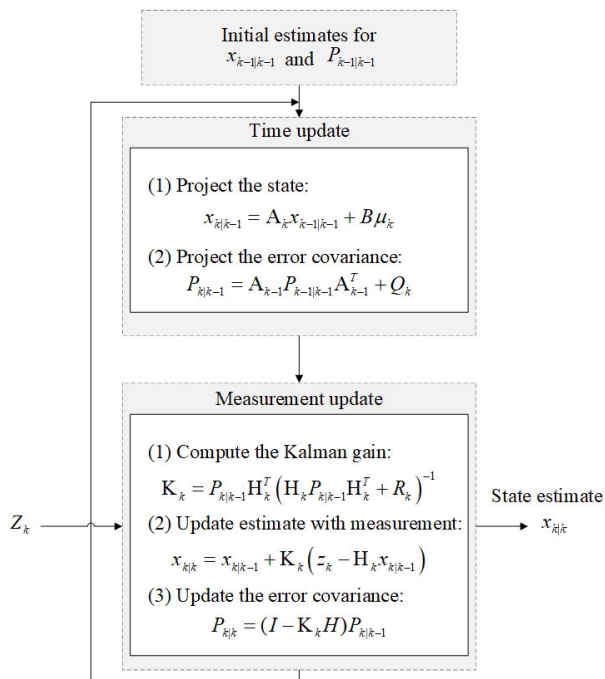 Initial estimates for
x_{k-1|k-1} and P_{k-1|k-1}
Time update
(1) Project the state:
x_{k|k-1} = A_k x_{k-1|k-1} + Bμ_k
(2) Project the error covariance:
P_{k|k-1} = A_{k-1} P_{k-1|k-1} A_{k-1}^T + Q_k
Measurement update
(1) Compute the Kalman gain:
K_k = P_{k|k-1} H_k^T (H_k P_{k|k-1} H_k^T + R_k)^{-1}
Z_k
(2) Update estimate with measurement:
x_{k|k} = x_{k|k-1} + K_k (z_k - H_k x_{k|k-1})
(3) Update the error covariance:
P_{k|k} = (I - K_k H) P_{k|k-1}
State estimate
x_{k|k}